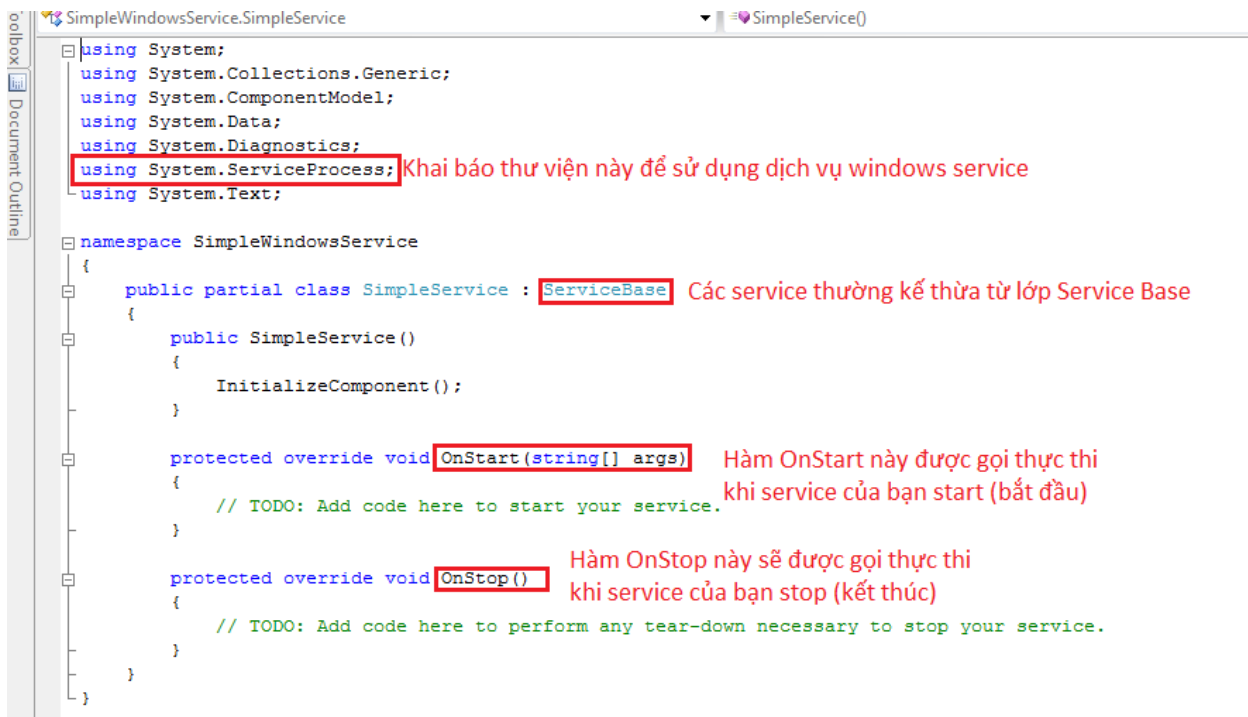 SimpleWindowsService.SimpleService
SimpleService()
oolbox
Document Outline
using System;
using System.Collections.Generic;
using System.ComponentModel;
using System.Data;
using System.Diagnostics;
using System.ServiceProcess; Khai báo thư viện này để sử dụng dịch vụ windows service
using System.Text;
namespace SimpleWindowsService
{
public partial class SimpleService : ServiceBase Các service thường kế thừa từ lớp Service Base
{
public SimpleService()
{
InitializeComponent();
}
protected override void OnStart(string[] args) Hàm OnStart này được gọi thực thi
{
khi service của bạn start (bắt đầu)
// TODO: Add code here to start your service.
}
Hàm OnStop này sẽ được gọi thực thi
protected override void OnStop()
khi service của bạn stop (kết thúc)
{
// TODO: Add code here to perform any tear-down necessary to stop your service.
}
}
}